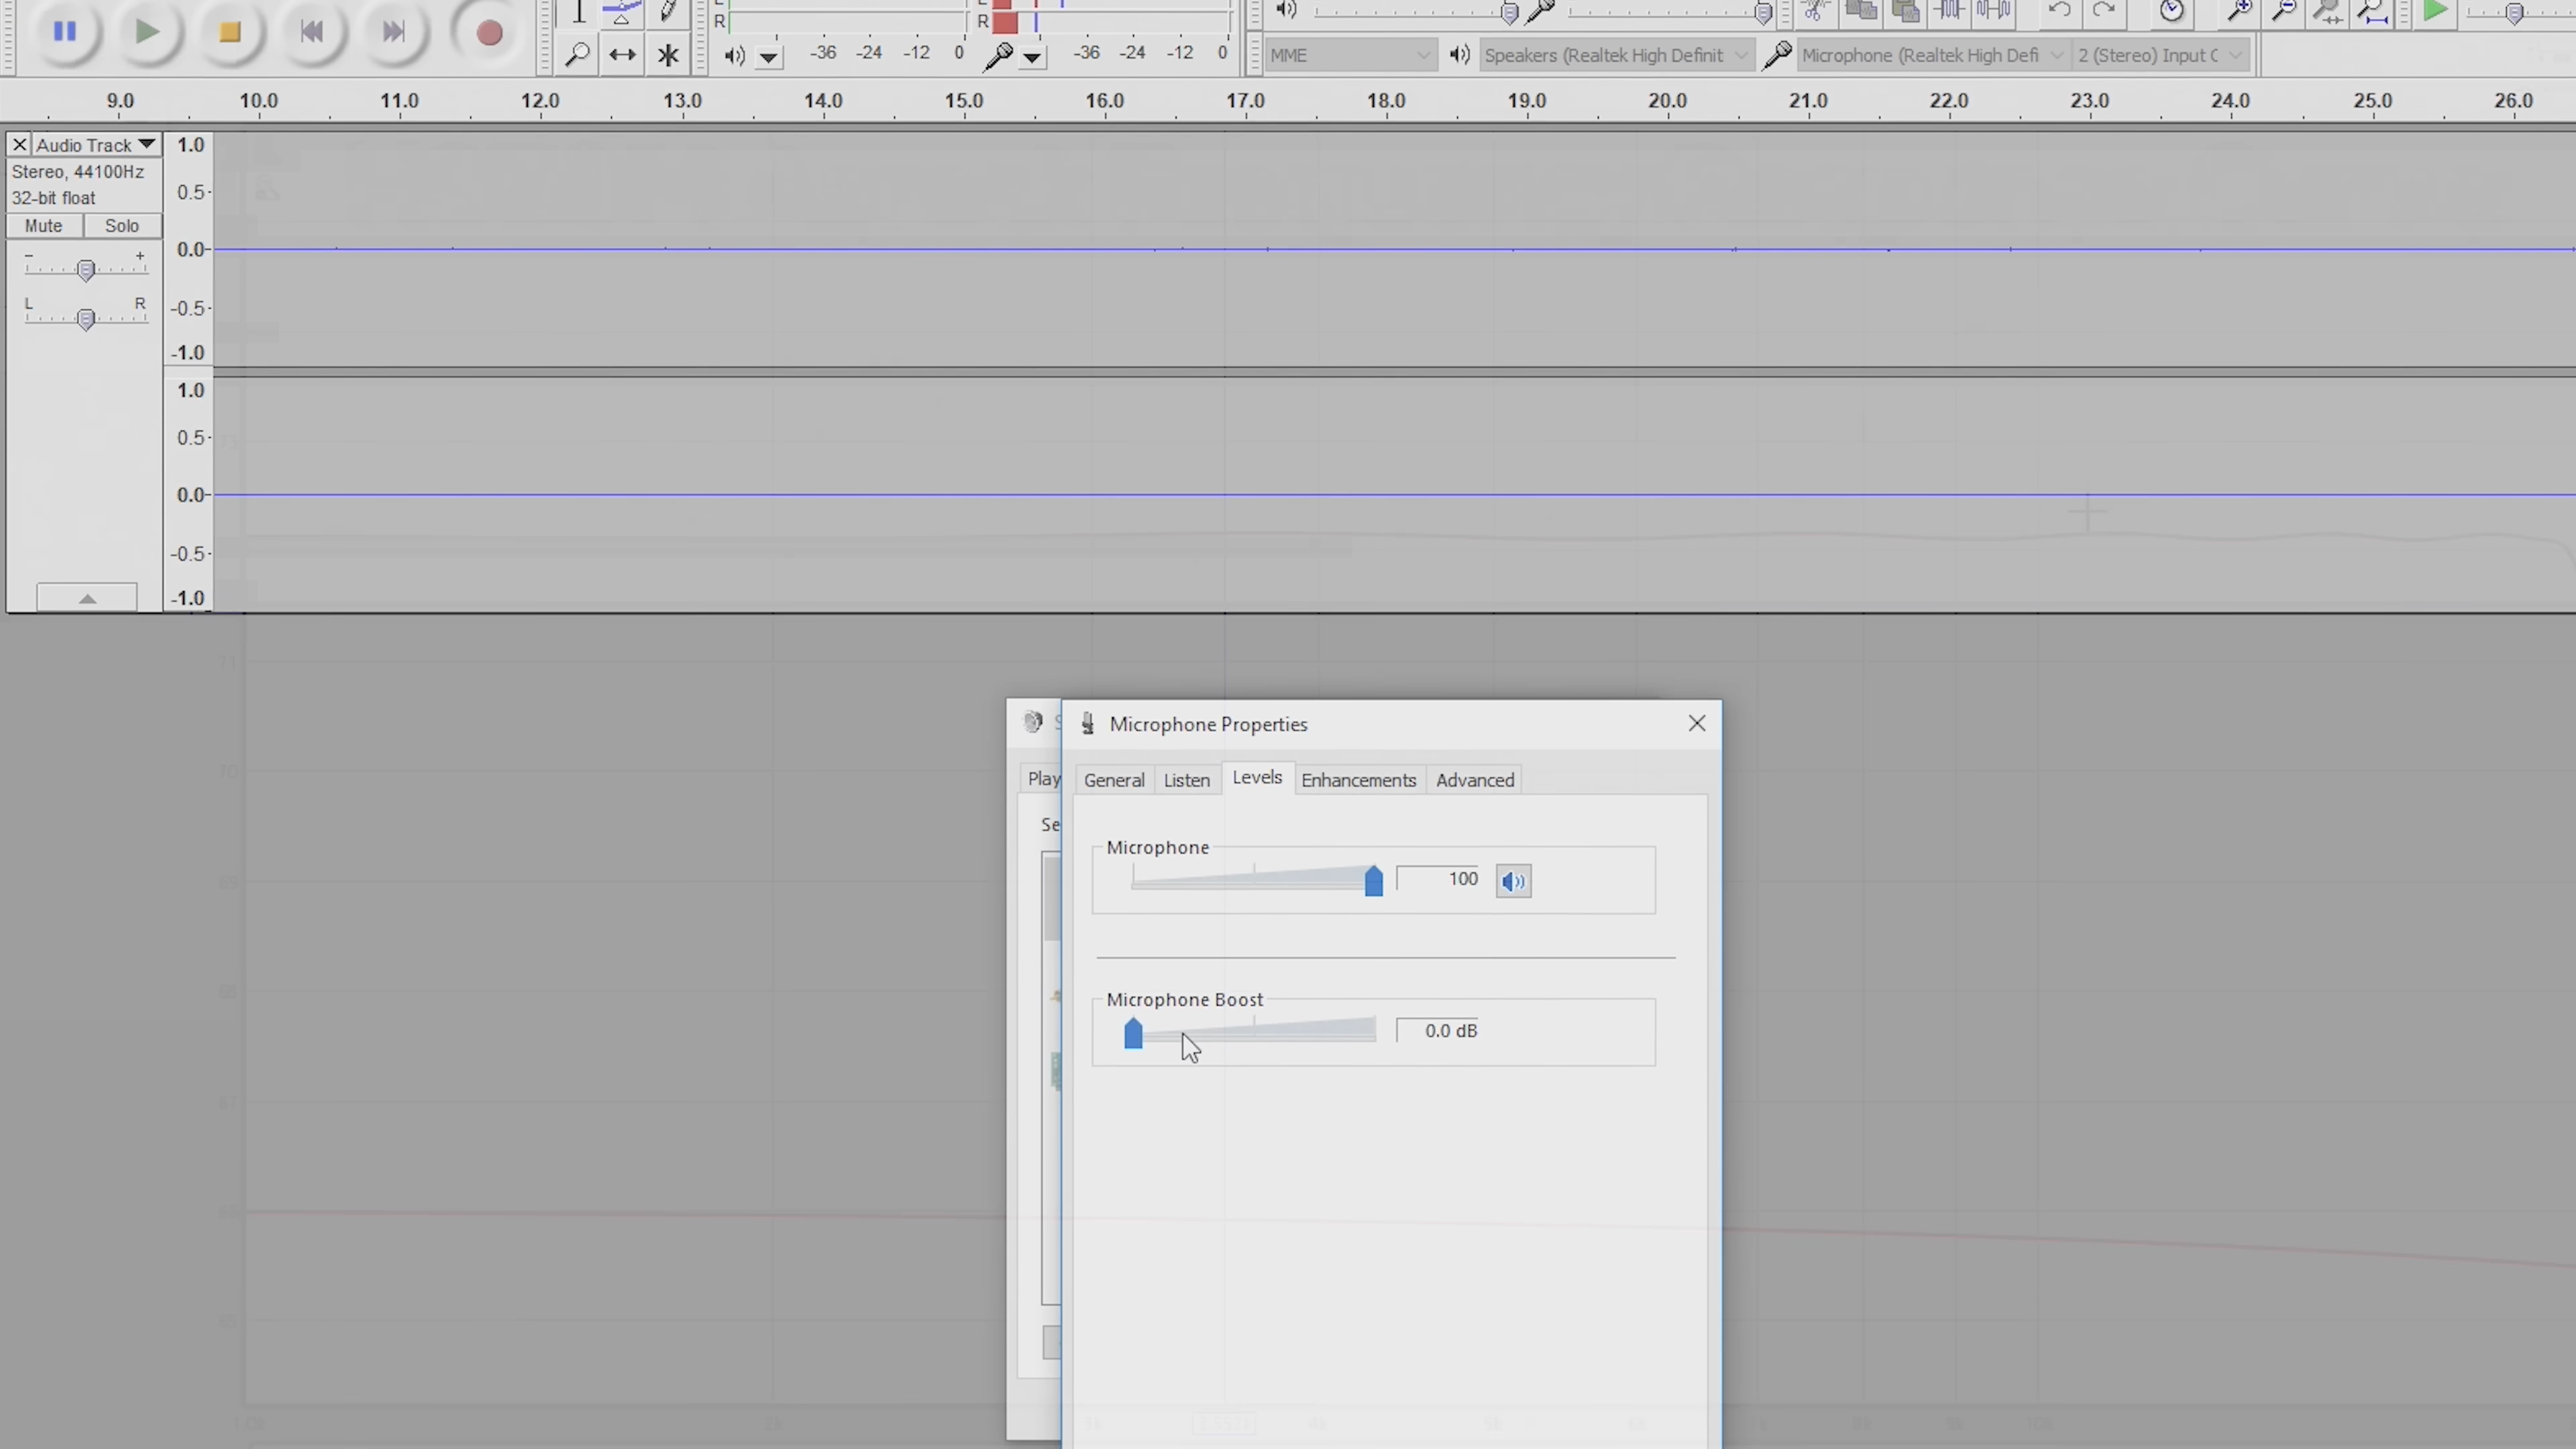 L
R
R
-36 -24 -12 0
-36 -24 -12 0
MME
Speakers (Realtek High Definit
Microphone (Realtek High Defi
2 (Stereo) Input C
9.0 10.0 11.0 12.0 13.0 14.0 15.0 16.0 17.0 18.0 19.0 20.0 21.0 22.0 23.0 24.0 25.0 26.0
Audio Track
Stereo, 44100Hz
32-bit float
Mute Solo
- +
L R
1.0
0.5
0.0
-0.5
-1.0
1.0
0.5
0.0
-0.5
-1.0
S
Microphone Properties
Play
General Listen Levels Enhancements Advanced
Se
Microphone
100
Microphone Boost
0.0 dB